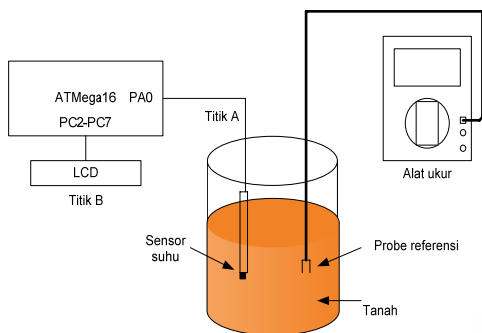 ATMega16 PA0
PC2-PC7
LCD
Titik B
Titik A
Alat ukur
Sensor
suhu
Probe referensi
Tanah